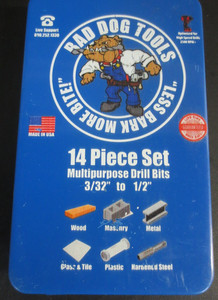 BAD DOG TOOLS
"LESS BARK MORE BITE!"
Live Support
MADE IN USA
14 Piece Set
Multipurpose Drill Bits
3/32" to 1/2"
Wood
Masonry
Metal
Glass & Tile
Plastic
Hardened Steel